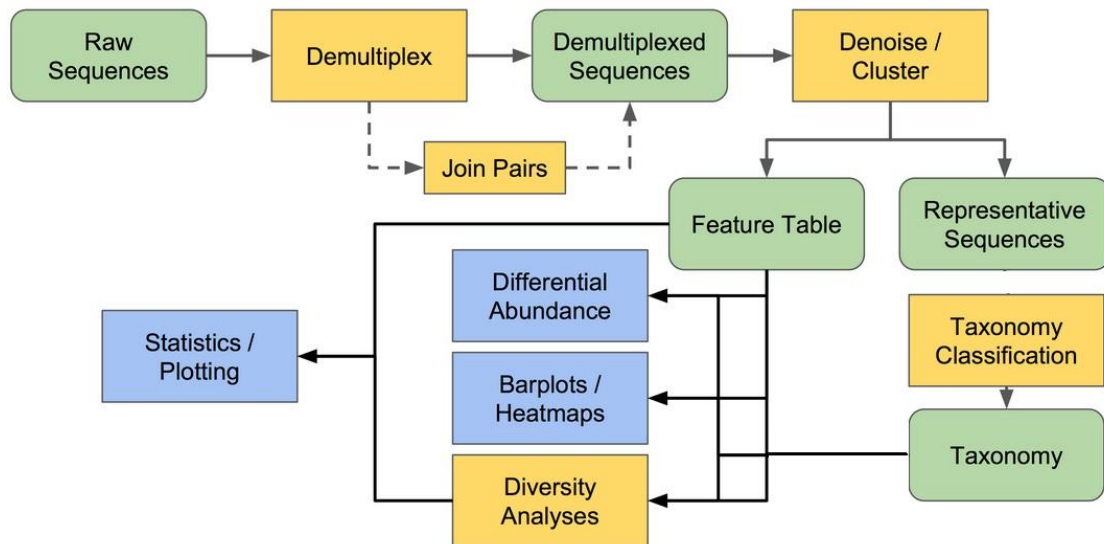 Raw
Sequences
Demultiplex
Demultiplexed
Sequences
Denoise /
Cluster
Join Pairs
Feature Table
Representative
Sequences
Differential
Abundance
Statistics /
Plotting
Taxonomy
Classification
Barplots /
Heatmaps
Taxonomy
Diversity
Analyses